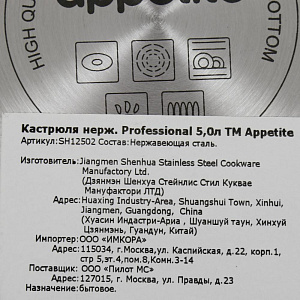 appetite
HIGH QU
OTTOM
Кастрюля нерж. Professional 5,0л ТМ Appetite
Артикул:SH12502 Состав:Нержавеющая сталь.
Изготовитель:Jiangmen Shenhua Stainless Steel Cookware
Manufactory Ltd.
(Дзянмэн Шенхуа Стейнлис Стил Куквае
Мануфактори ЛТД)
Адрес:Huaxing Industry-Area, Shuangshui Town, Xinhui,
Jiangmen, Guangdong, China
(Хуасин Индастри-Ариа , Шуаншуй таун, Хинхуй
(Цзянмэнь, Гуандун, Китай)
Импортер:ООО «ИМКОРА»
Адрес:115034, г.Москва,ул. Каспийская, д.22, корп.1,
стр 5,эт.4,пом.8,Комн.3-14
Поставщик: ООО «Пилот МС»
Адрес:127015, г. Москва, ул. Правды, д.23
Назначение:бытовое.